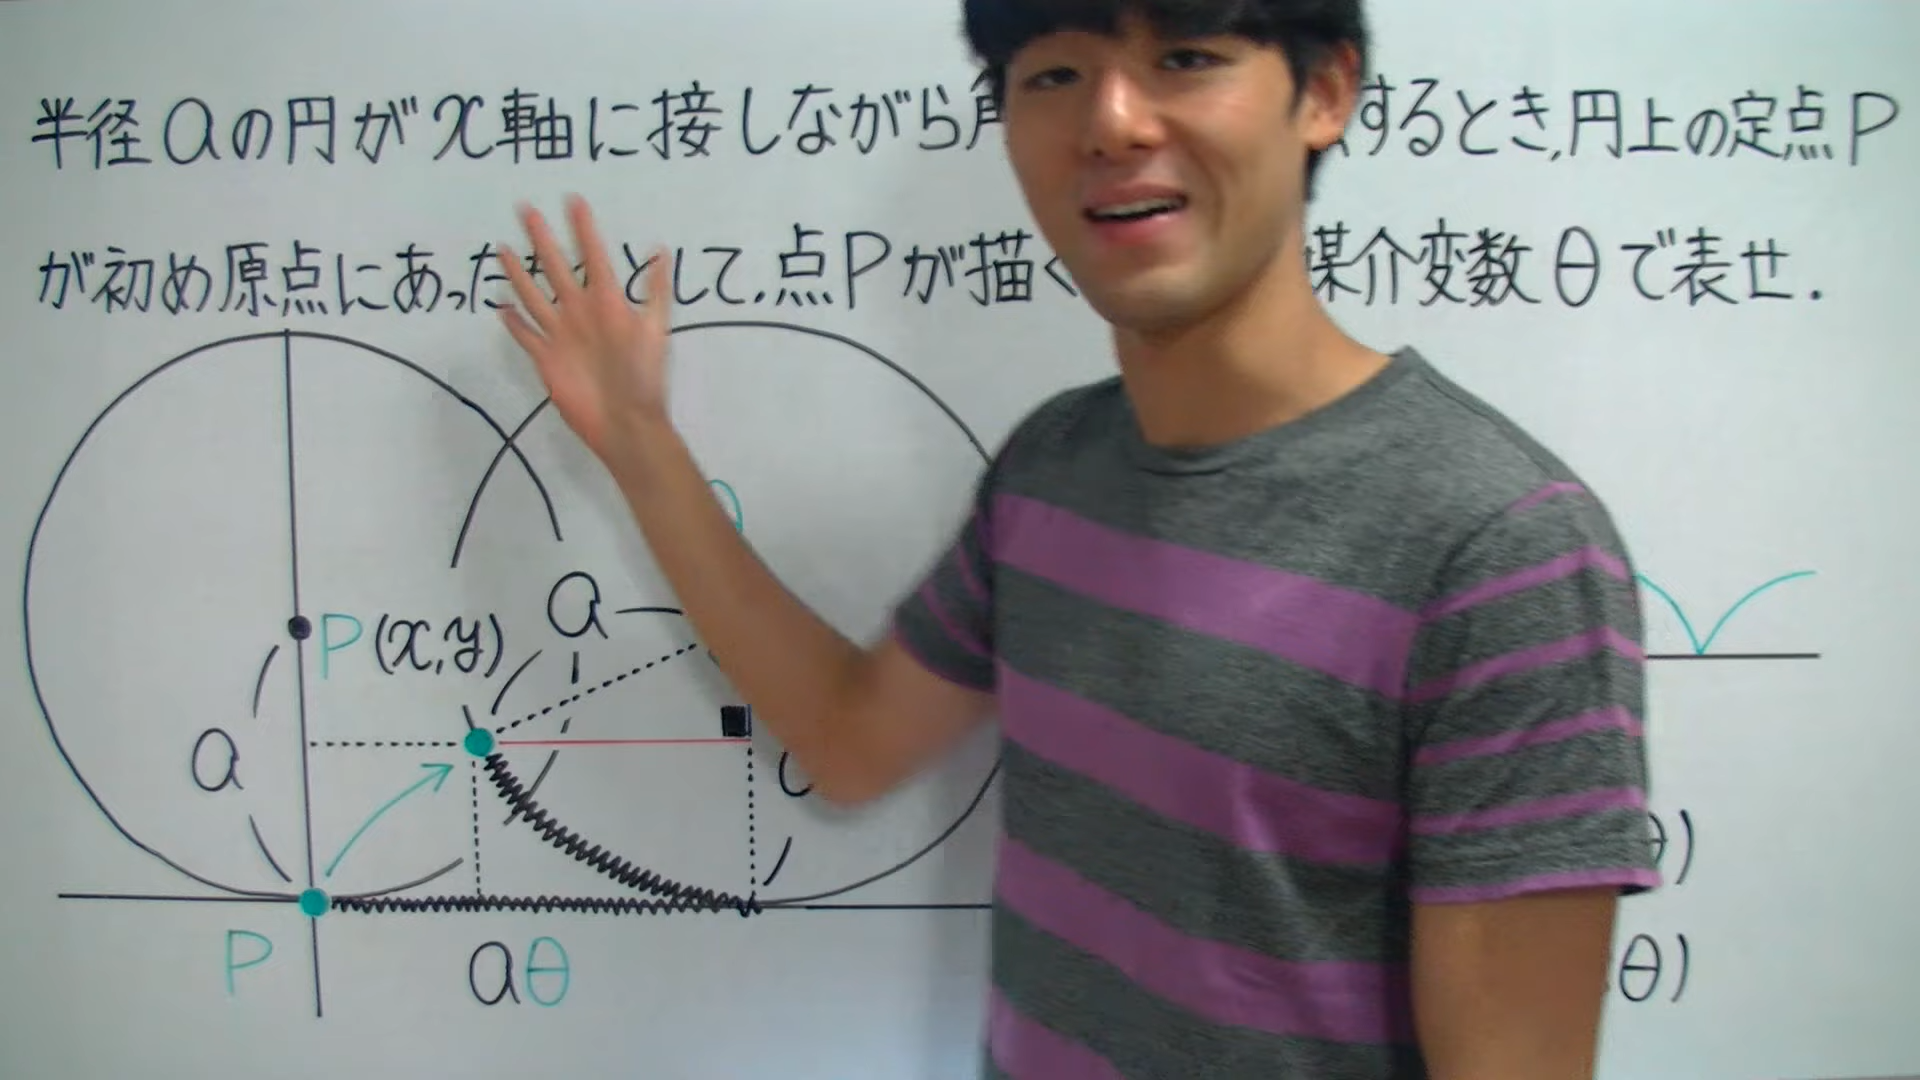 半径aの円がx軸に接しながら
するとき,円上の定点P
が初め原点にあった
として,点Pが描く
媒介変数θで表せ.
θ
a
P(x,y)
a
P
aθ
θ)
θ)